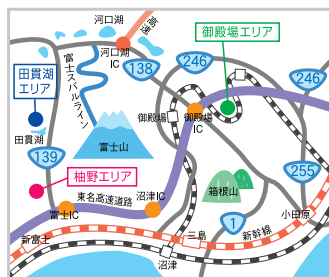 河口湖
高速
河口湖
IC
138
246
246
御殿場エリア
田貫湖
エリア
富士スバルライン
御殿場
御殿場
IC
富士山
田貫湖
139
柚野エリア
箱根山
255
東名高速道路
沼津IC
富士IC
小田原
1
新幹線
三島
新富士
沼津